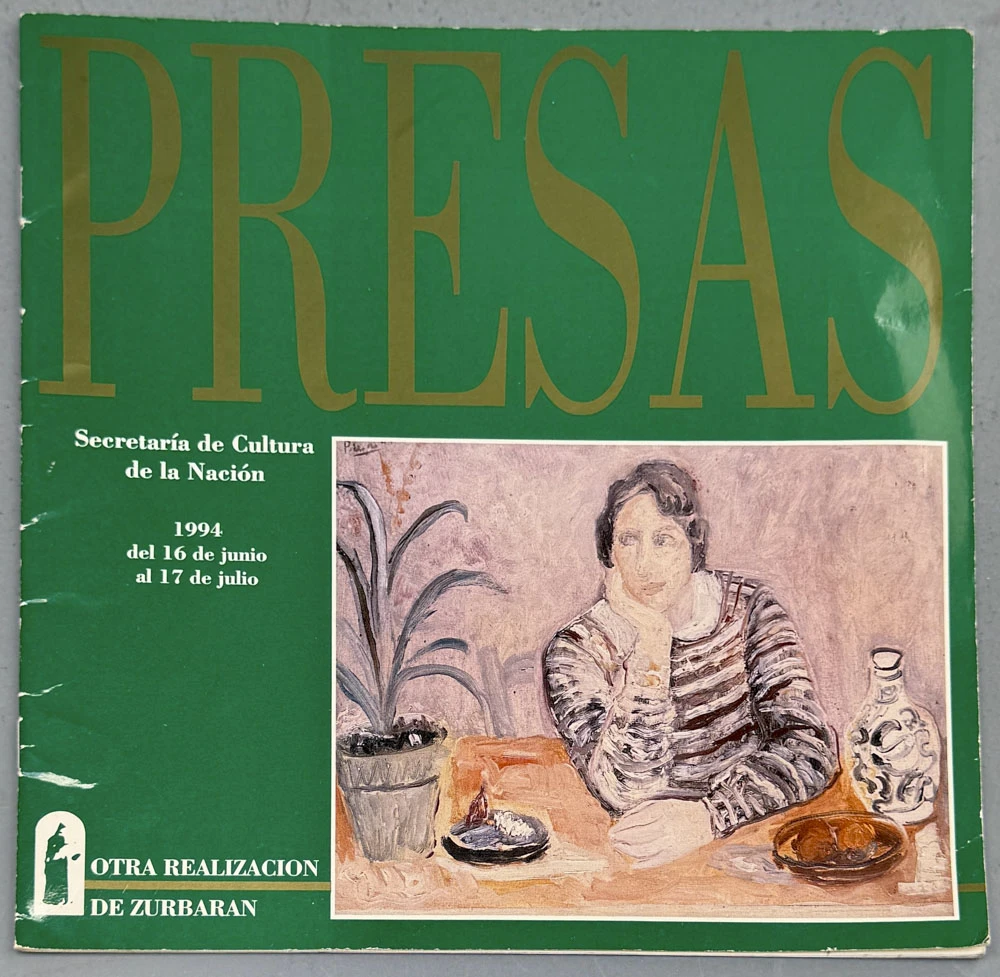 PRESAS
Secretaría de Cultura
de la Nación
1994
del 16 de junio
al 17 de julio
OTRA REALIZACION
DE ZURBARAN